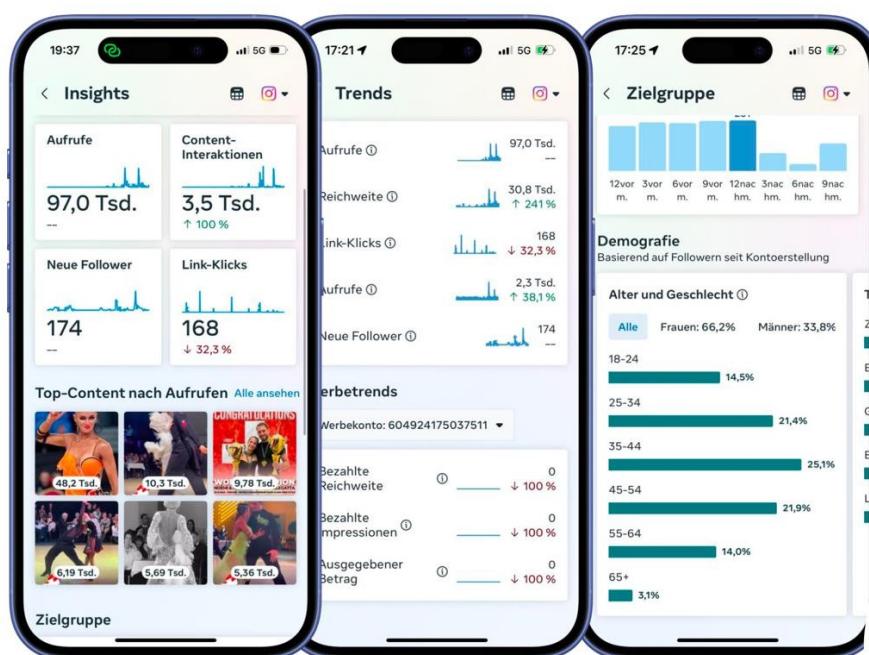 19:37
5G
Insights
Aufrufe
97,0 Tsd.
--
Content-
Interaktionen
3,5 Tsd.
↑ 100 %
Neue Follower
174
--
Link-Klicks
168
↓ 32,3 %
Top-Content nach Aufrufen Alle ansehen
48,2 Tsd.
10,3 Tsd.
CONGRATULATIONS
9,78 Tsd.
6,19 Tsd.
5,69 Tsd.
5,36 Tsd.
Zielgruppe
17:21
5G
Trends
Aufrufe
97,0 Tsd.
--
Reichweite
30,8 Tsd.
↑ 241 %
Link-Klicks
168
↓ 32,3 %
Aufrufe
2,3 Tsd.
↑ 38,1 %
Neue Follower
174
--
erbetrends
Werbekonto: 604924175037511
Bezahlte
Reichweite
0
↓ 100 %
Bezahlte
Impressionen
0
↓ 100 %
Ausgegebener
Betrag
0
↓ 100 %
17:25
5G
Zielgruppe
12vor
m.
3vor
m.
6vor
m.
9vor
m.
12nac
hm.
3nac
hm.
6nac
hm.
9nac
hm.
Demografie
Basierend auf Followern seit Kontoerstellung
Alter und Geschlecht
Alle Frauen: 66,2% Männer: 33,8%
18-24
14,5%
25-34
21,4%
35-44
25,1%
45-54
21,9%
55-64
14,0%
65+
3,1%